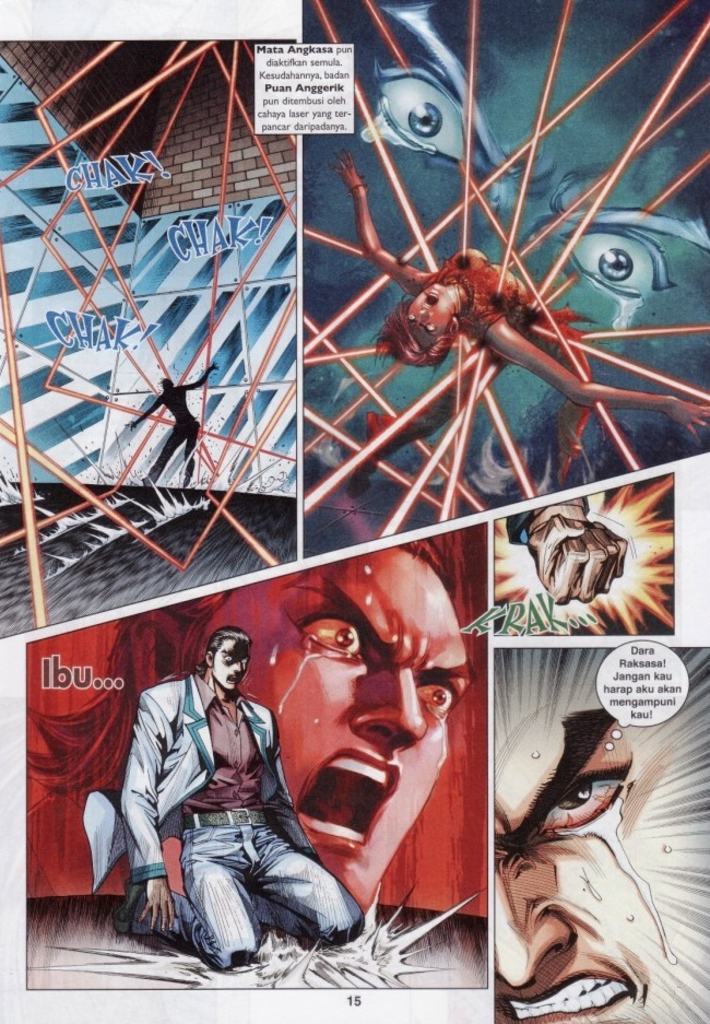 Mata Angkasa pun
diaktifkan semula.
Kesudahannya, badan
Puan Anggerik
pun ditembusi oleh
cahaya laser yang ter-
pancar daripadanya.
CHAK!
CHAK!
CHAK!
KRAK...
Ibu...
Dara
Raksasa!
Jangan kau
harap aku akan
mengampuni
kau!
15